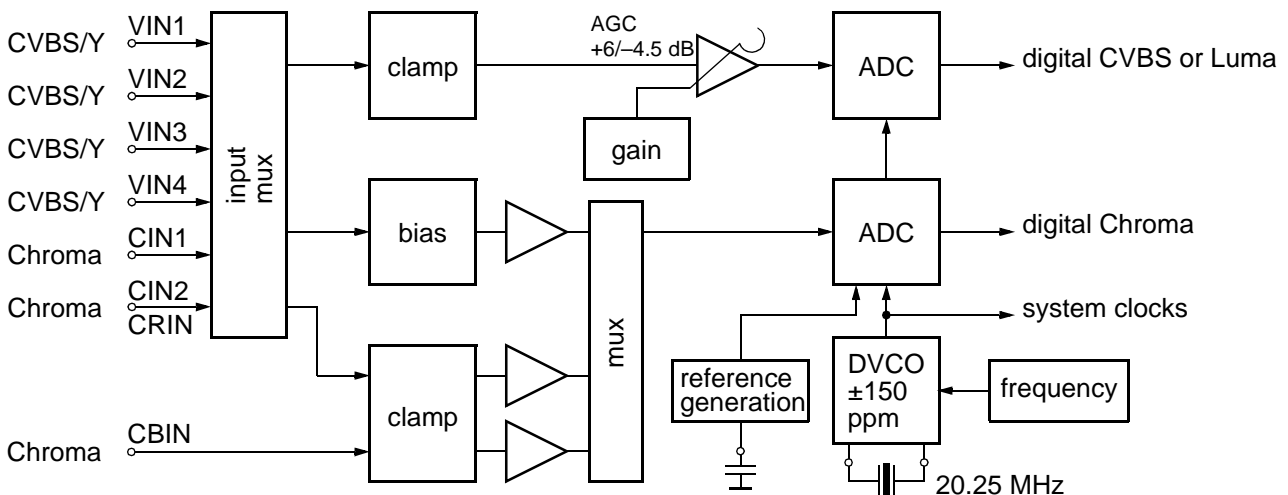 CVBS/Y VIN1
CVBS/Y VIN2
CVBS/Y VIN3
CVBS/Y VIN4
Chroma CIN1
Chroma CIN2
CRIN
Chroma CBIN
input
mux
clamp
AGC
+6/–4.5 dB
gain
ADC
digital CVBS or Luma
bias
mux
ADC
digital Chroma
system clocks
clamp
reference
generation
DVCO
±150
ppm
frequency
20.25 MHz